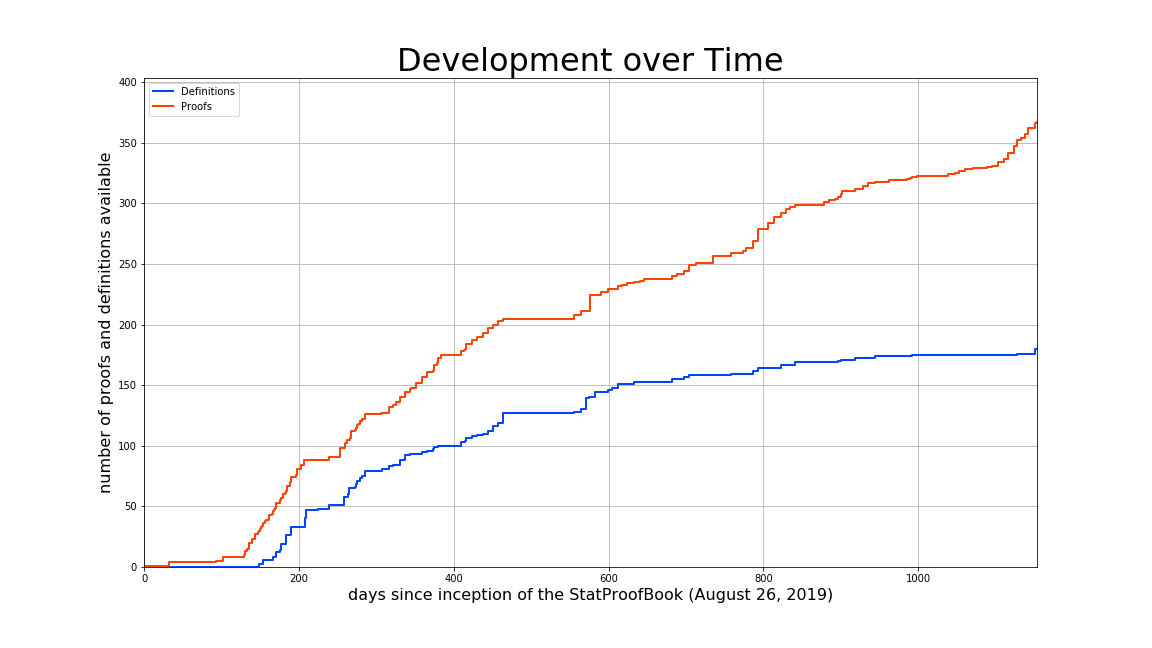 Development over Time
Definitions
Proofs
number of proofs and definitions available
400
350
300
250
200
150
100
50
0
0 200 400 600 800 1000
days since inception of the StatProofBook (August 26, 2019)